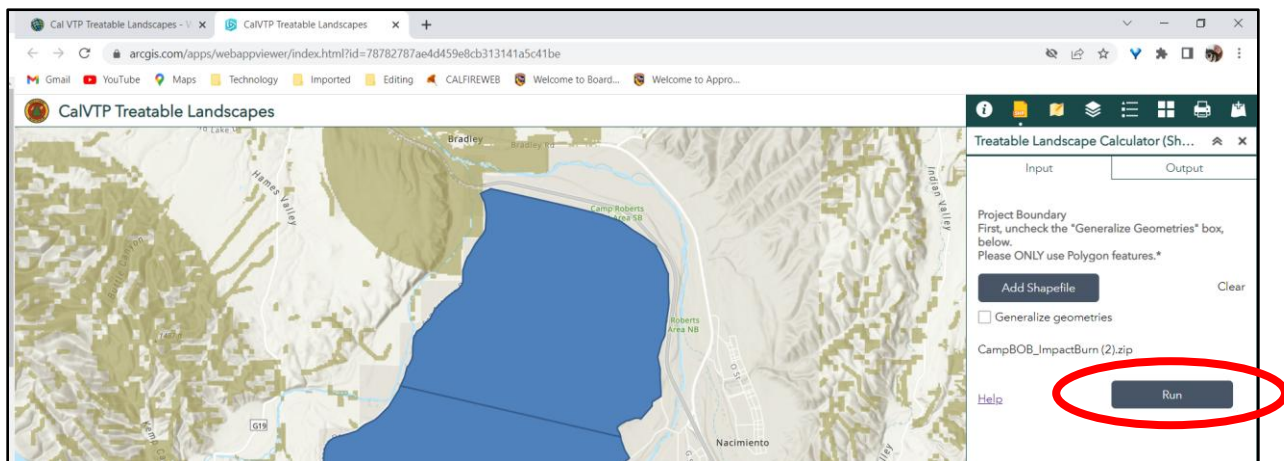 Cal VTP Treatable Landscapes - V
CalVTP Treatable Landscapes
arcgis.com/apps/webappviewer/index.html?id=78782787ae4d459e8cb313141a5c41be
Gmail
YouTube
Maps
Technology
Imported
Editing
CALFIREWEB
Welcome to Board...
Welcome to Appro...
CalVTP Treatable Landscapes
Treatable Landscape Calculator (Sh...
Input
Output
Project Boundary
First, uncheck the "Generalize Geometries" box,
below.
Please ONLY use Polygon features.*
Add Shapefile
Clear
Generalize geometries
CampBOB_ImpactBurn (2).zip
Help
Run
Bradley
Bradley Rd
Hames
Valley
Indian Valley
Camp Roberts
Area SB
Roberts
Area NB
O St
G19
Nacimiento